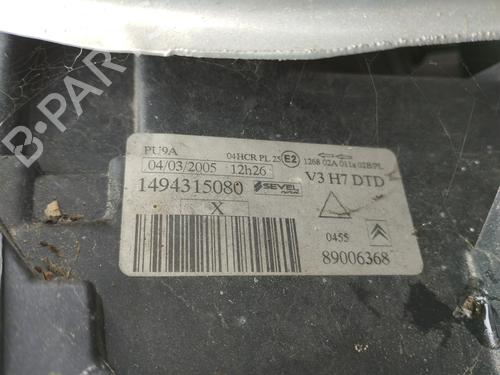 PU9A 04HCR PL 25 E2 1268 02A 011a 02B/PL
04/03/2005 12h26 V3 H7 DTD
1494315080 SEVEL
X
0455
89006368
B-PARTS